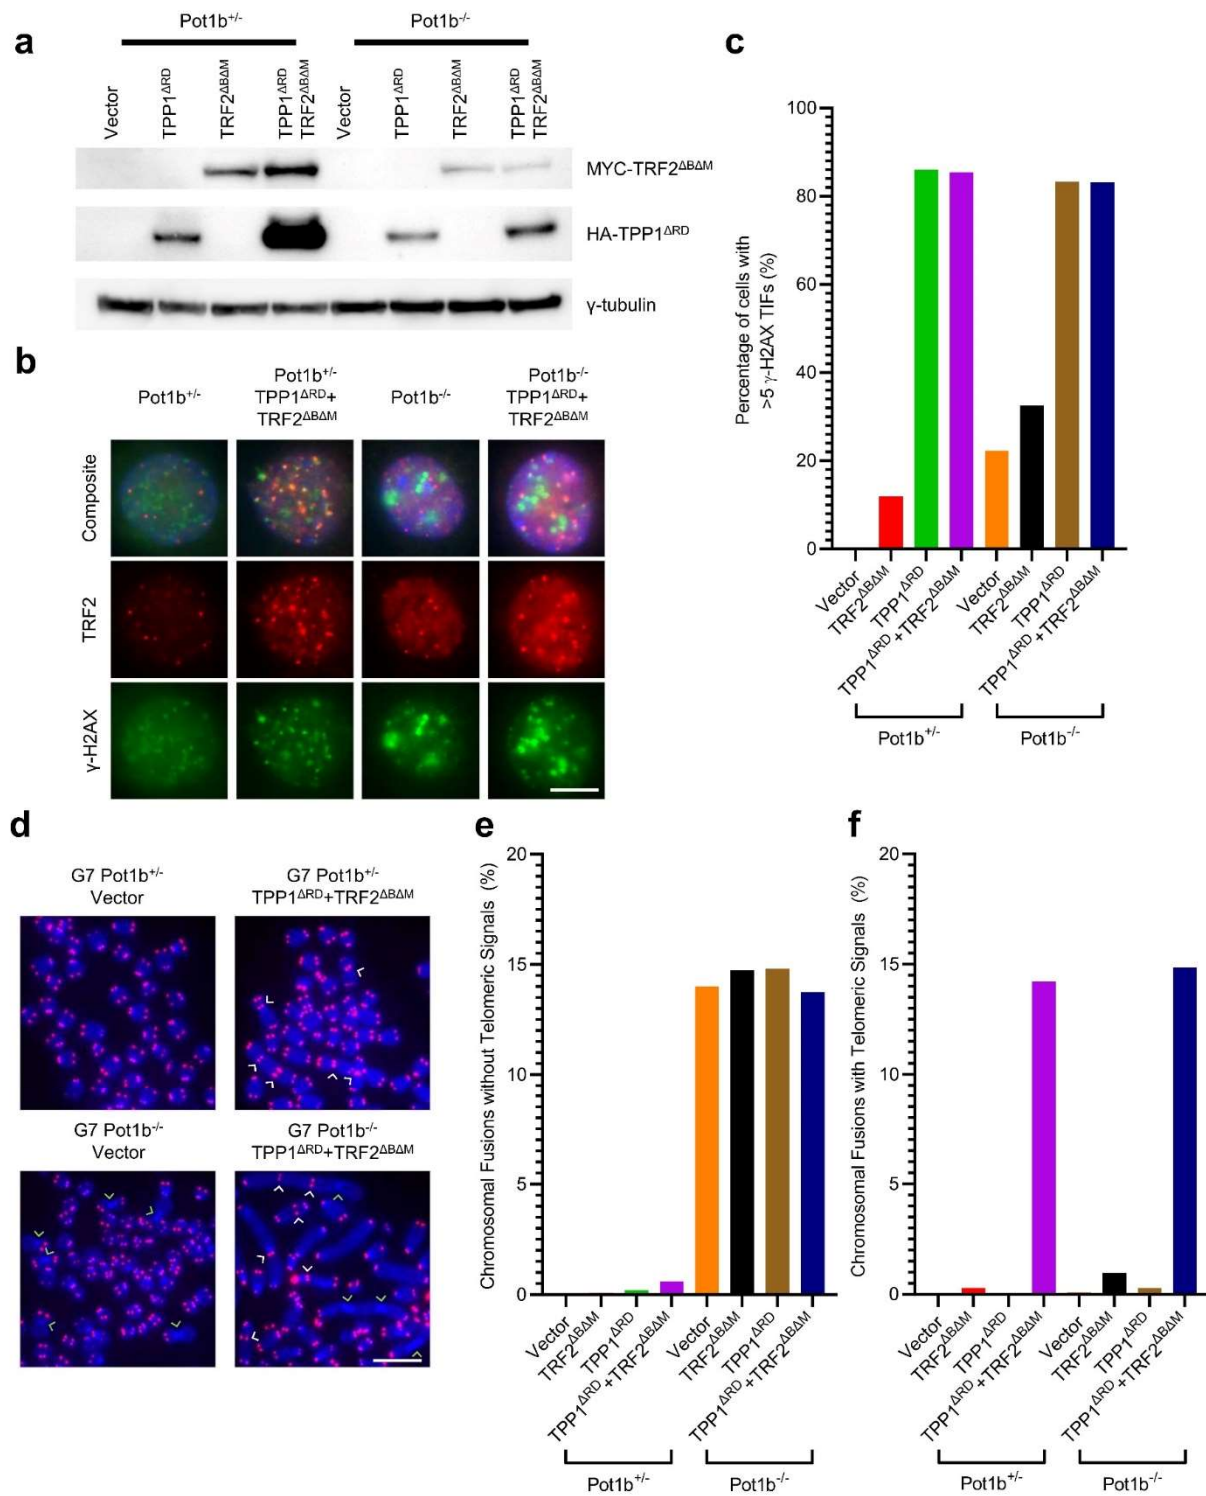 a
Pot1b+/-
Pot1b-/-
Vector
TPP1ΔRD
TRF2ΔBΔM
TPP1ΔRD
TRF2ΔBΔM
Vector
TPP1ΔRD
TRF2ΔBΔM
TPP1ΔRD
TRF2ΔBΔM
MYC-TRF2ΔBΔM
HA-TPP1ΔRD
γ-tubulin
b
Pot1b+/-
Pot1b+/-
TPP1ΔRD+
TRF2ΔBΔM
Pot1b-/-
Pot1b-/-
TPP1ΔRD+
TRF2ΔBΔM
Composite
TRF2
γ-H2AX
c
Percentage of cells with
>5 γ-H2AX TIFs (%)
100
80
60
40
20
0
Vector
TRF2ΔBΔM
TPP1ΔRD
TPP1ΔRD+TRF2ΔBΔM
Vector
TRF2ΔBΔM
TPP1ΔRD
TPP1ΔRD+TRF2ΔBΔM
Pot1b+/-
Pot1b-/-
d
G7 Pot1b+/-
Vector
G7 Pot1b+/-
TPP1ΔRD+TRF2ΔBΔM
G7 Pot1b-/-
Vector
G7 Pot1b-/-
TPP1ΔRD+TRF2ΔBΔM
e
Chromosomal Fusions without Telomeric Signals (%)
20
15
10
5
0
Vector
TRF2ΔBΔM
TPP1ΔRD
TPP1ΔRD+TRF2ΔBΔM
Vector
TRF2ΔBΔM
TPP1ΔRD
TPP1ΔRD+TRF2ΔBΔM
Pot1b+/-
Pot1b-/-
f
Chromosomal Fusions with Telomeric Signals (%)
20
15
10
5
0
Vector
TRF2ΔBΔM
TPP1ΔRD
TPP1ΔRD+TRF2ΔBΔM
Vector
TRF2ΔBΔM
TPP1ΔRD
TPP1ΔRD+TRF2ΔBΔM
Pot1b+/-
Pot1b-/-